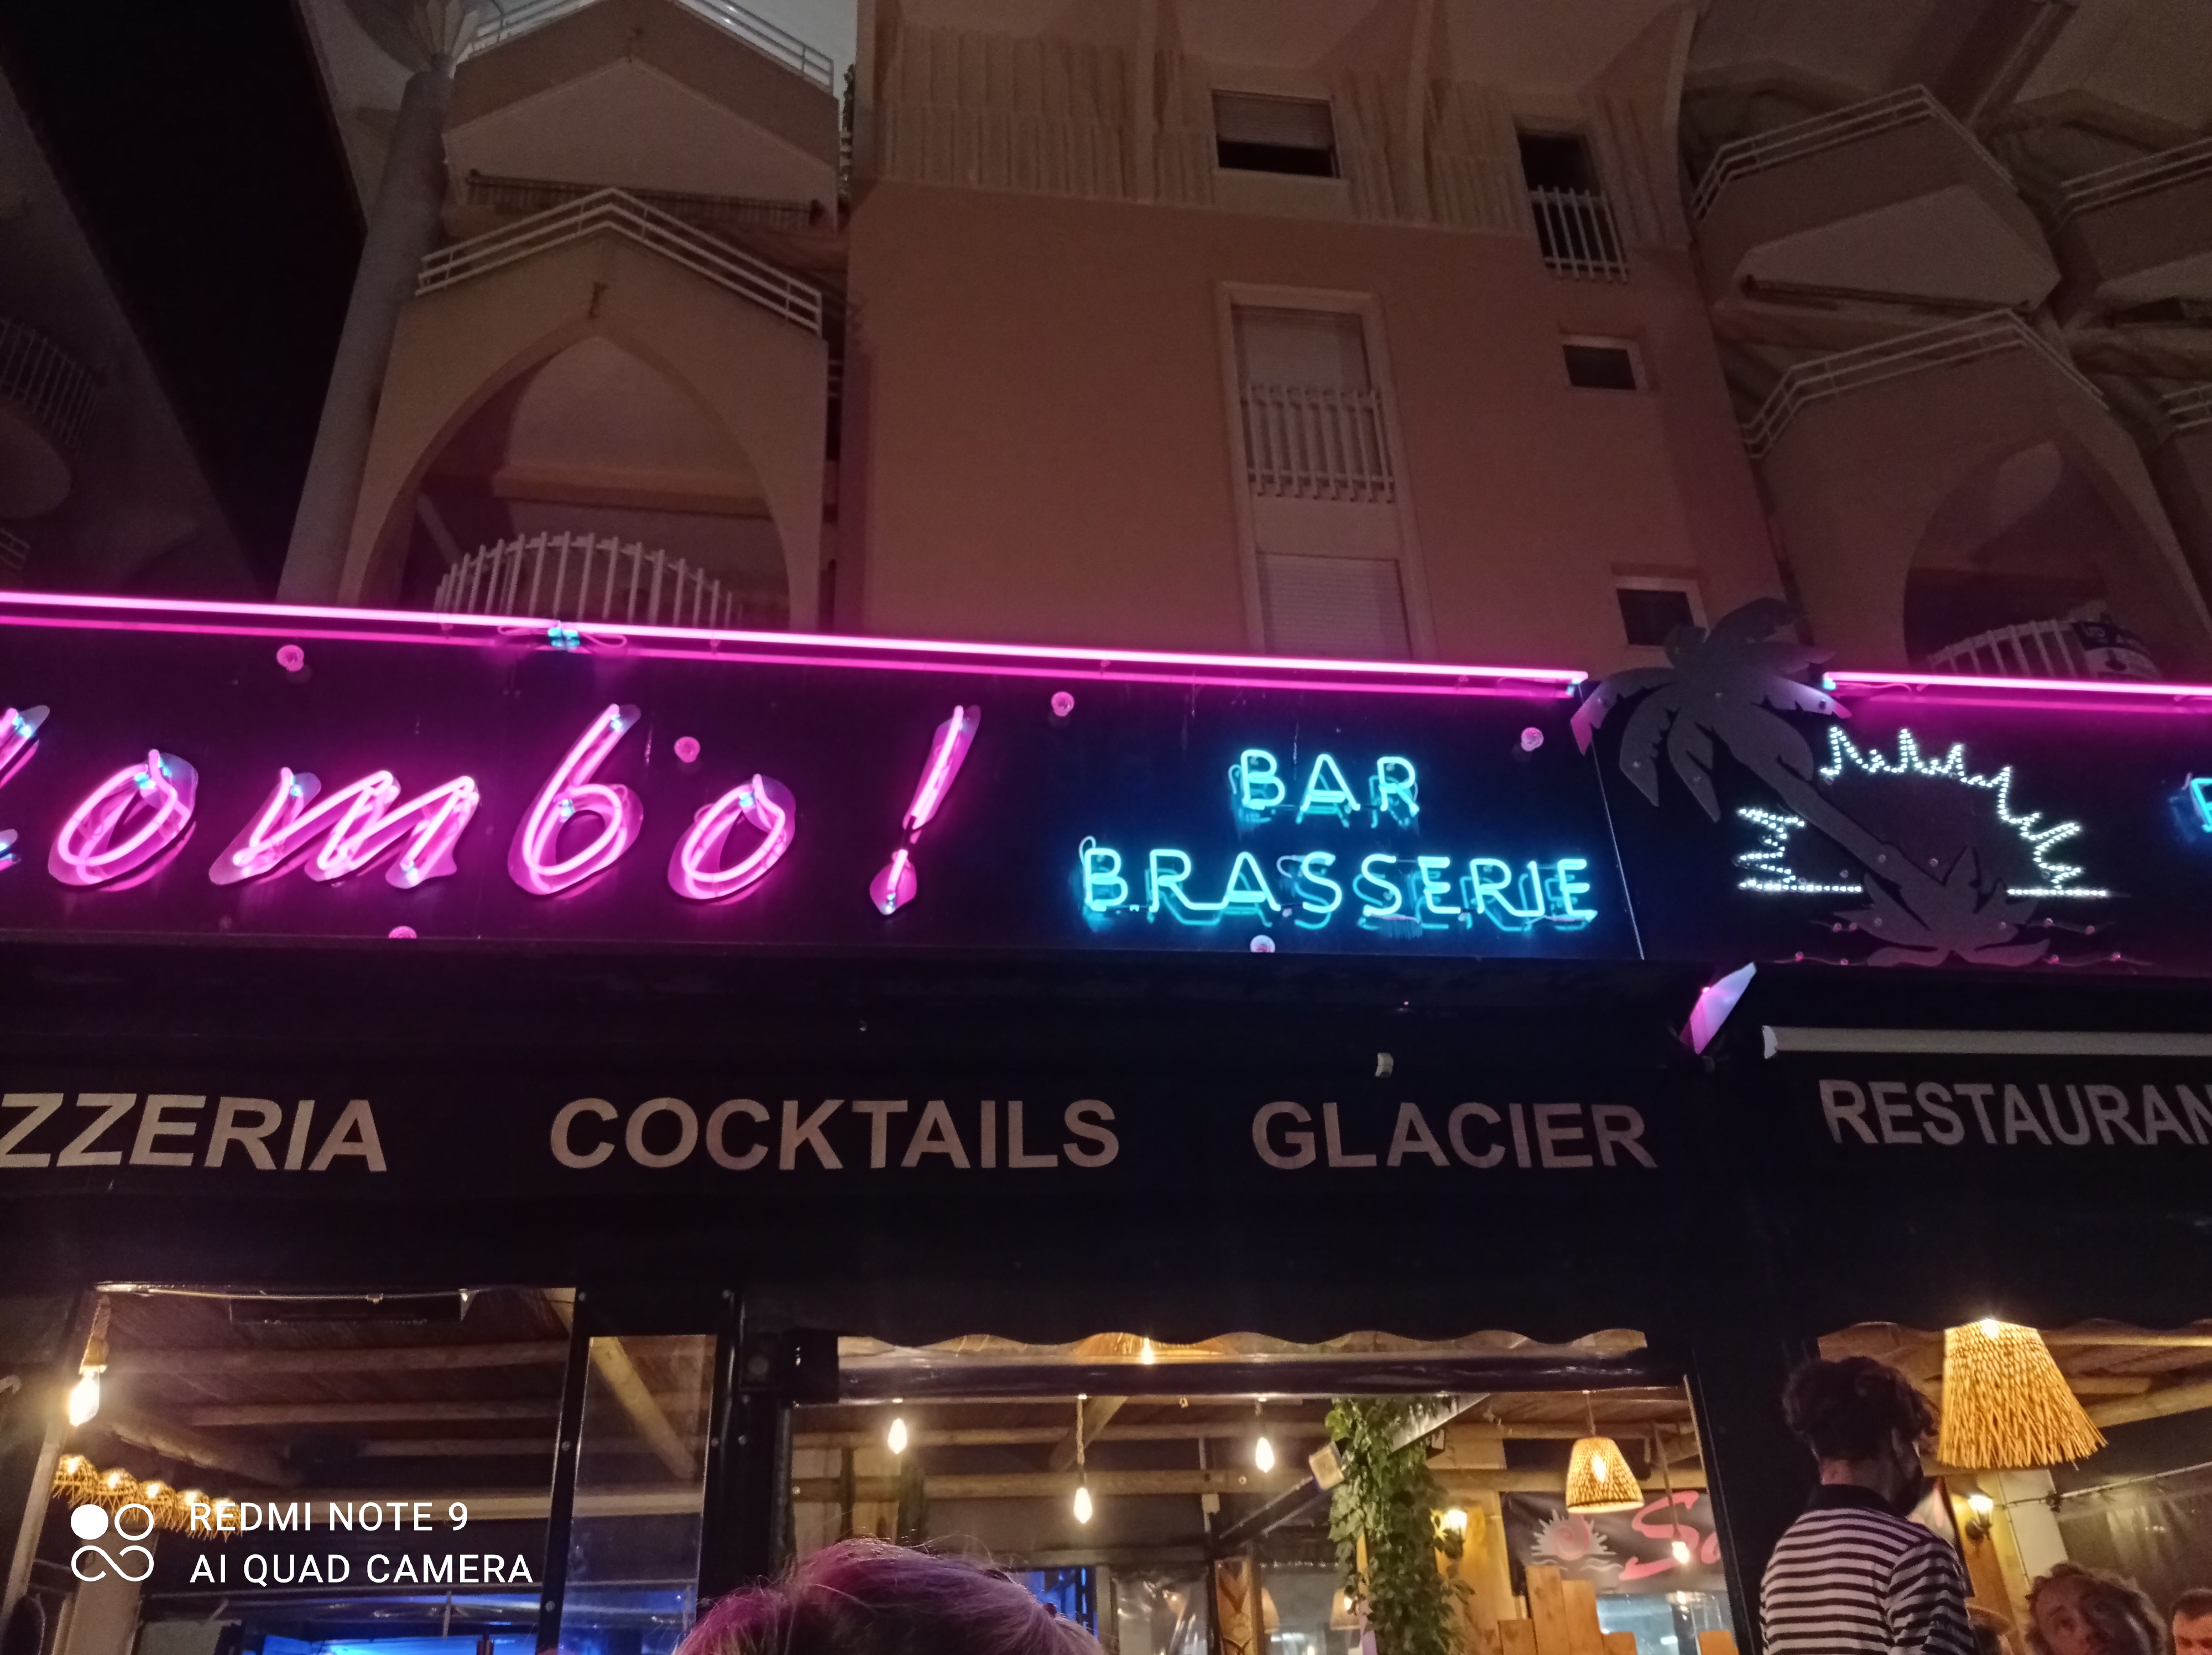 ombo !
BAR
BRASSERIE
ZZERIA COCKTAILS GLACIER RESTAURAN
REDMI NOTE 9
AI QUAD CAMERA